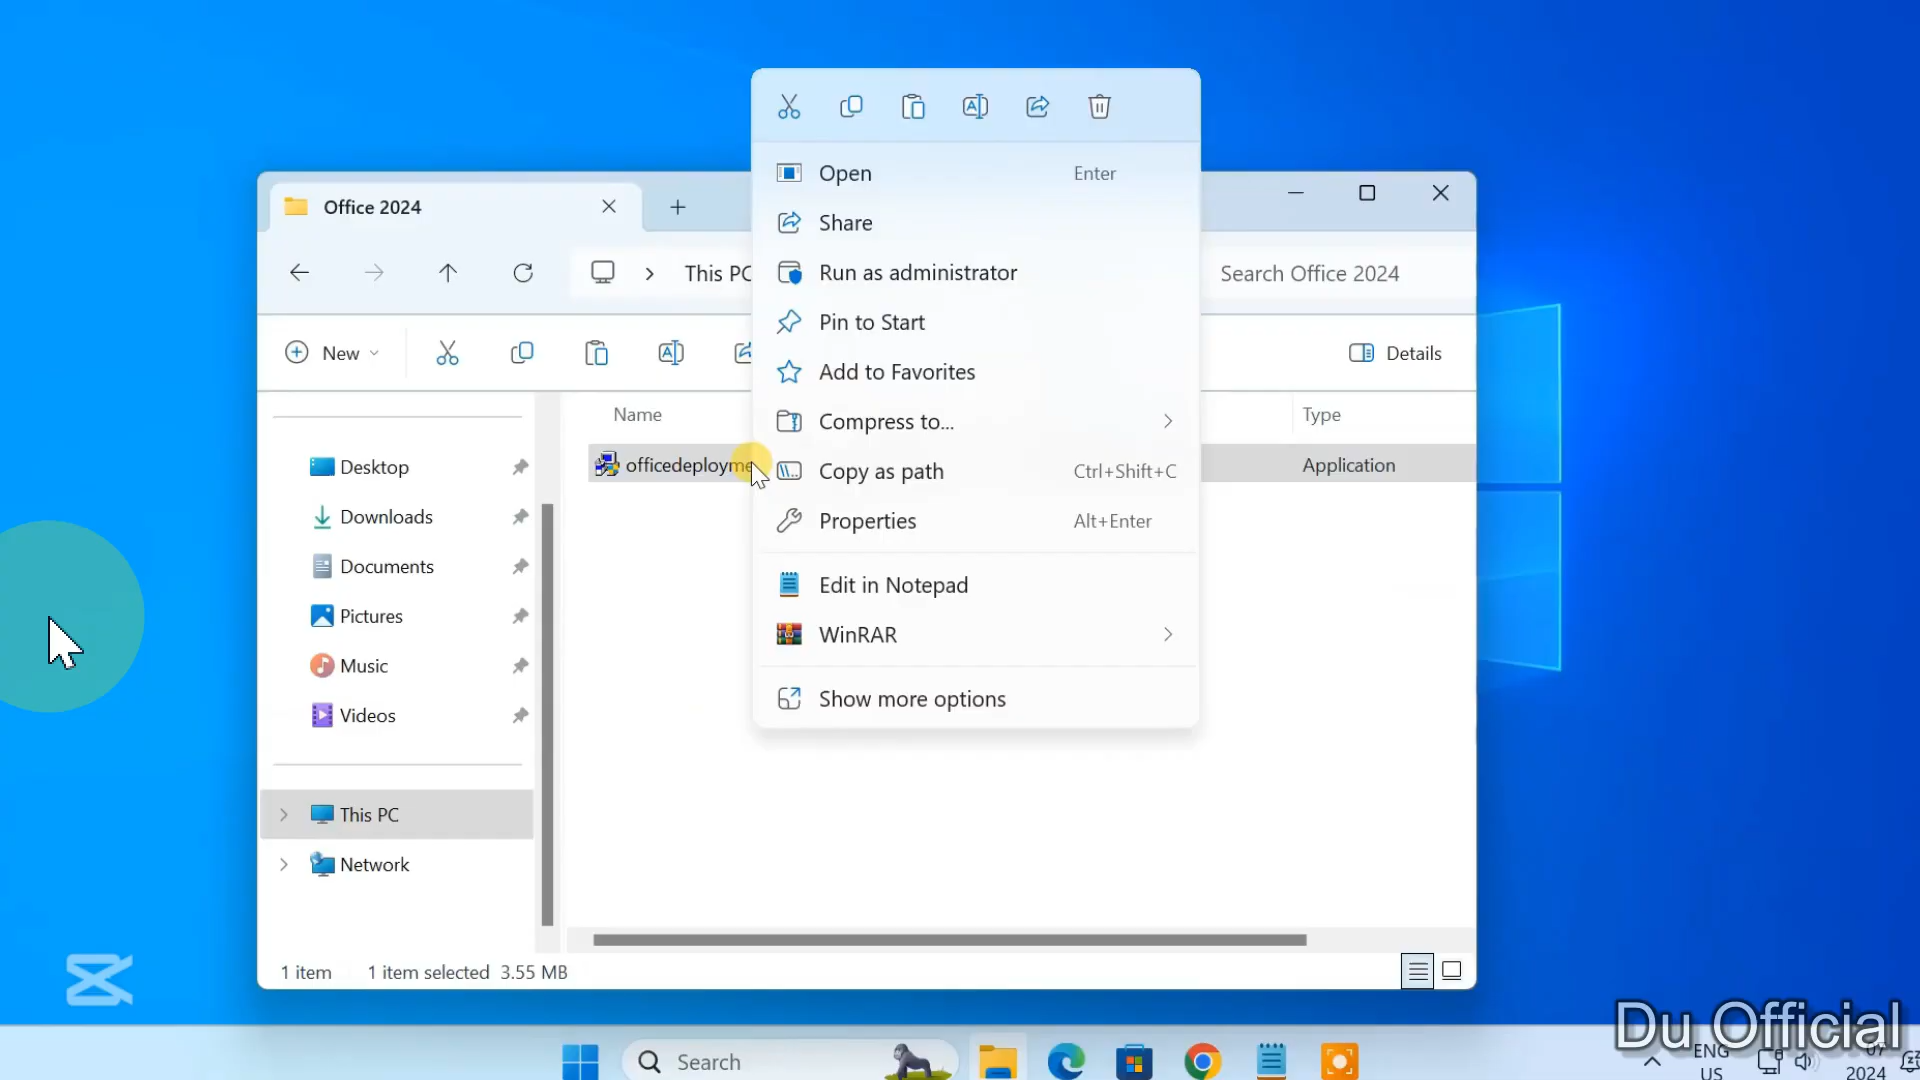 Open Enter
Share
Run as administrator
Pin to Start
Add to Favorites
Compress to...
Copy as path Ctrl+Shift+C
Properties Alt+Enter
Edit in Notepad
WinRAR
Show more options
Office 2024
This PC
Search Office 2024
New
Details
Name Type
officedeployme Application
Desktop
Downloads
Documents
Pictures
Music
Videos
This PC
Network
1 item 1 item selected 3.55 MB
Du Official
Search
ENG
US
07
2024